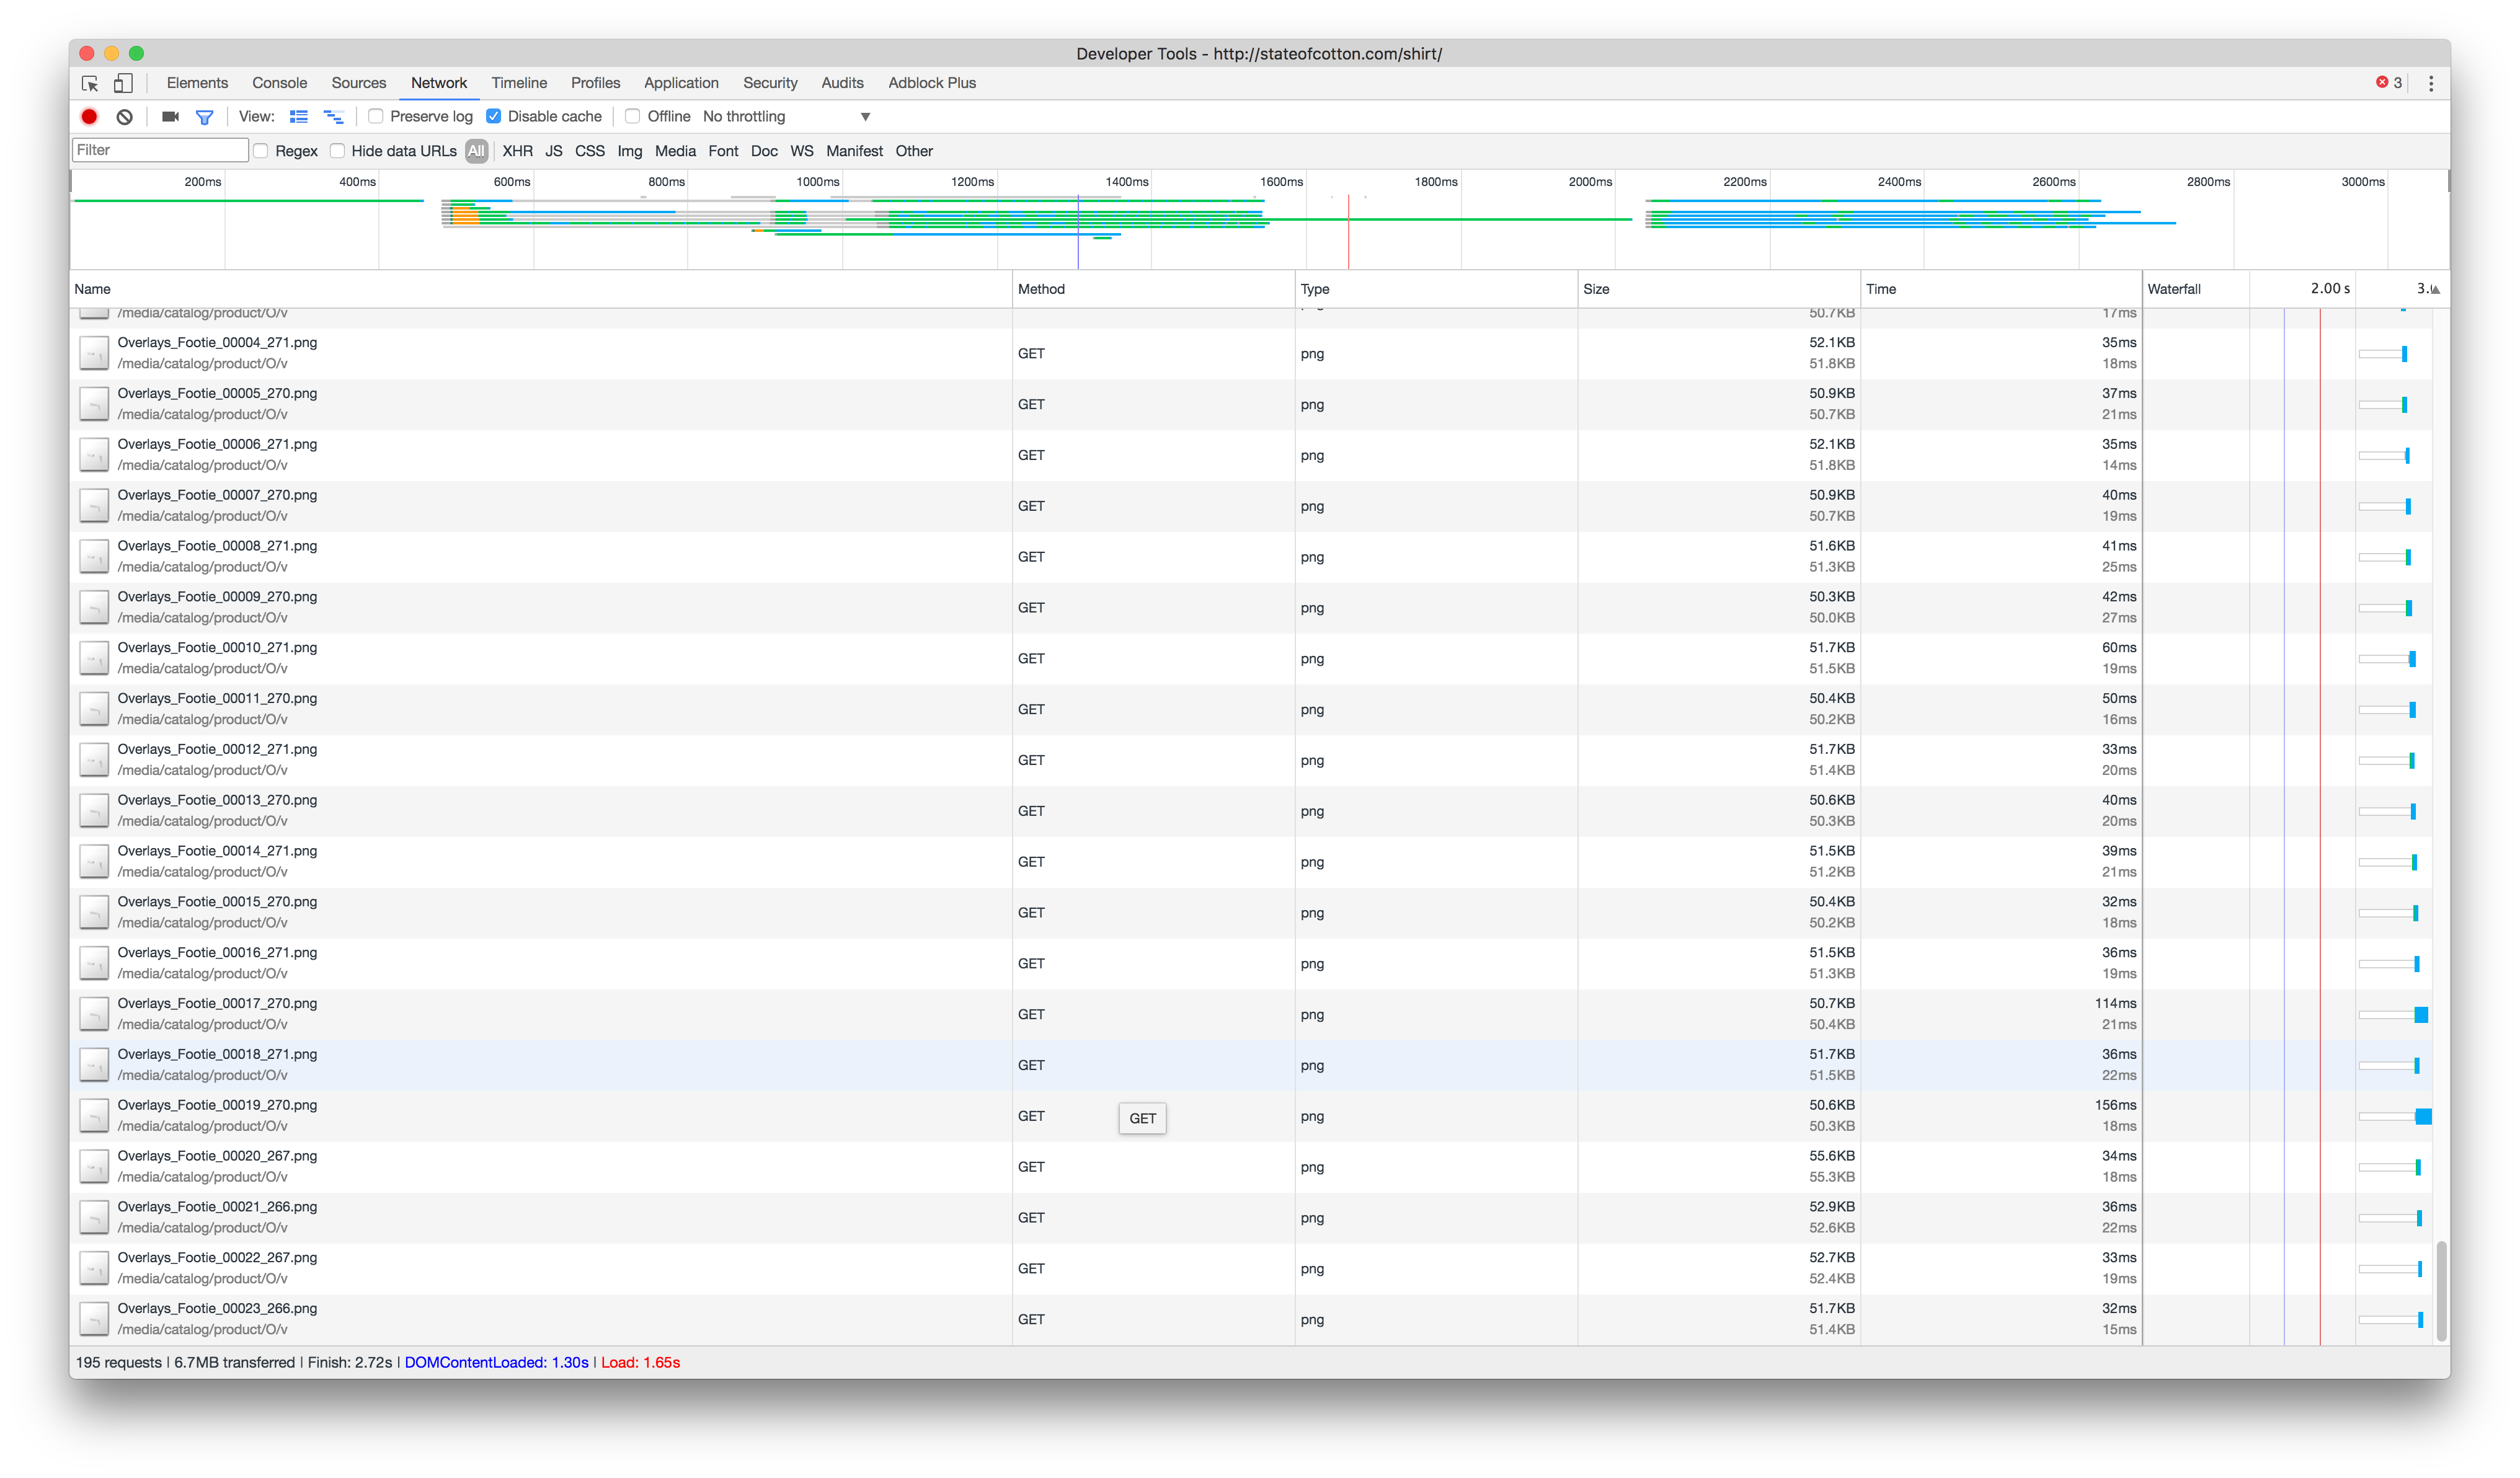 Developer Tools - http://stateofcotton.com/shirt/
Elements Console Sources Network Timeline Profiles Application Security Audits Adblock Plus 3
View: Preserve log Disable cache Offline No throttling
Filter Regex Hide data URLs All XHR JS CSS Img Media Font Doc WS Manifest Other
200ms 400ms 600ms 800ms 1000ms 1200ms 1400ms 1600ms 1800ms 2000ms 2200ms 2400ms 2600ms 2800ms 3000ms
Name Method Type Size Time Waterfall 2.00 s
/media/catalog/product/O/v 50.7KB 17ms
Overlays_Footie_00004_271.png 52.1KB 35ms
GET png
/media/catalog/product/O/v 51.8KB 18ms
Overlays_Footie_00005_270.png 50.9KB 37ms
GET png
/media/catalog/product/O/v 50.7KB 21ms
Overlays_Footie_00006_271.png 52.1KB 35ms
GET png
/media/catalog/product/O/v 51.8KB 14ms
Overlays_Footie_00007_270.png 50.9KB 40ms
GET png
/media/catalog/product/O/v 50.7KB 19ms
Overlays_Footie_00008_271.png 51.6KB 41ms
GET png
/media/catalog/product/O/v 51.3KB 25ms
Overlays_Footie_00009_270.png 50.3KB 42ms
GET png
/media/catalog/product/O/v 50.0KB 27ms
Overlays_Footie_00010_271.png 51.7KB 60ms
GET png
/media/catalog/product/O/v 51.5KB 19ms
Overlays_Footie_00011_270.png 50.4KB 50ms
GET png
/media/catalog/product/O/v 50.2KB 16ms
Overlays_Footie_00012_271.png 51.7KB 33ms
GET png
/media/catalog/product/O/v 51.4KB 20ms
Overlays_Footie_00013_270.png 50.6KB 40ms
GET png
/media/catalog/product/O/v 50.3KB 20ms
Overlays_Footie_00014_271.png 51.5KB 39ms
GET png
/media/catalog/product/O/v 51.2KB 21ms
Overlays_Footie_00015_270.png 50.4KB 32ms
GET png
/media/catalog/product/O/v 50.2KB 18ms
Overlays_Footie_00016_271.png 51.5KB 36ms
GET png
/media/catalog/product/O/v 51.3KB 19ms
Overlays_Footie_00017_270.png 50.7KB 114ms
GET png
/media/catalog/product/O/v 50.4KB 21ms
Overlays_Footie_00018_271.png 51.7KB 36ms
GET png
/media/catalog/product/O/v 51.5KB 22ms
Overlays_Footie_00019_270.png 50.6KB 156ms
GET GET png
/media/catalog/product/O/v 50.3KB 18ms
Overlays_Footie_00020_267.png 55.6KB 34ms
GET png
/media/catalog/product/O/v 55.3KB 18ms
Overlays_Footie_00021_266.png 52.9KB 36ms
GET png
/media/catalog/product/O/v 52.6KB 22ms
Overlays_Footie_00022_267.png 52.7KB 33ms
GET png
/media/catalog/product/O/v 52.4KB 19ms
Overlays_Footie_00023_266.png 51.7KB 32ms
GET png
/media/catalog/product/O/v 51.4KB 15ms
195 requests | 6.7MB transferred | Finish: 2.72s | DOMContentLoaded: 1.30s | Load: 1.65s